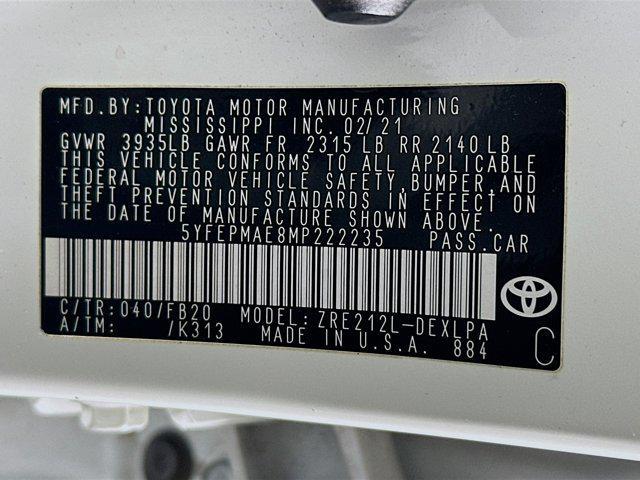 MFD. BY: TOYOTA MOTOR MANUFACTURING
MISSISSIPPI INC. 02/21
GVWR 3935LB GAWR FR 2315 LB RR 2140 LB
THIS VEHICLE CONFORMS TO ALL APPLICABLE
FEDERAL MOTOR VEHICLE SAFETY, BUMPER, AND
THEFT PREVENTION STANDARDS IN EFFECT ON
THE DATE OF MANUFACTURE SHOWN ABOVE.
5YFEPMAE8MP222235 PASS. CAR
C/TR: 040/FB20 MODEL: ZRE212L-DEXLPA
A/TM: /K313 MADE IN U.S.A. 884 C